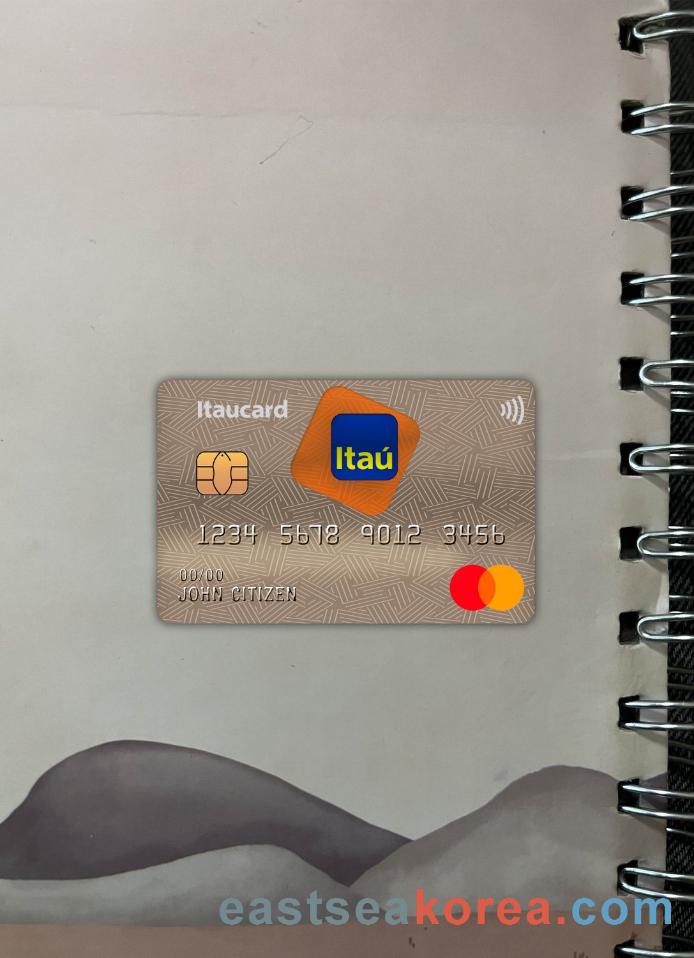 Itaucard
Itaú
1234 5678 9012 3456
00/00
JOHN CITIZEN
eastseakorea.com